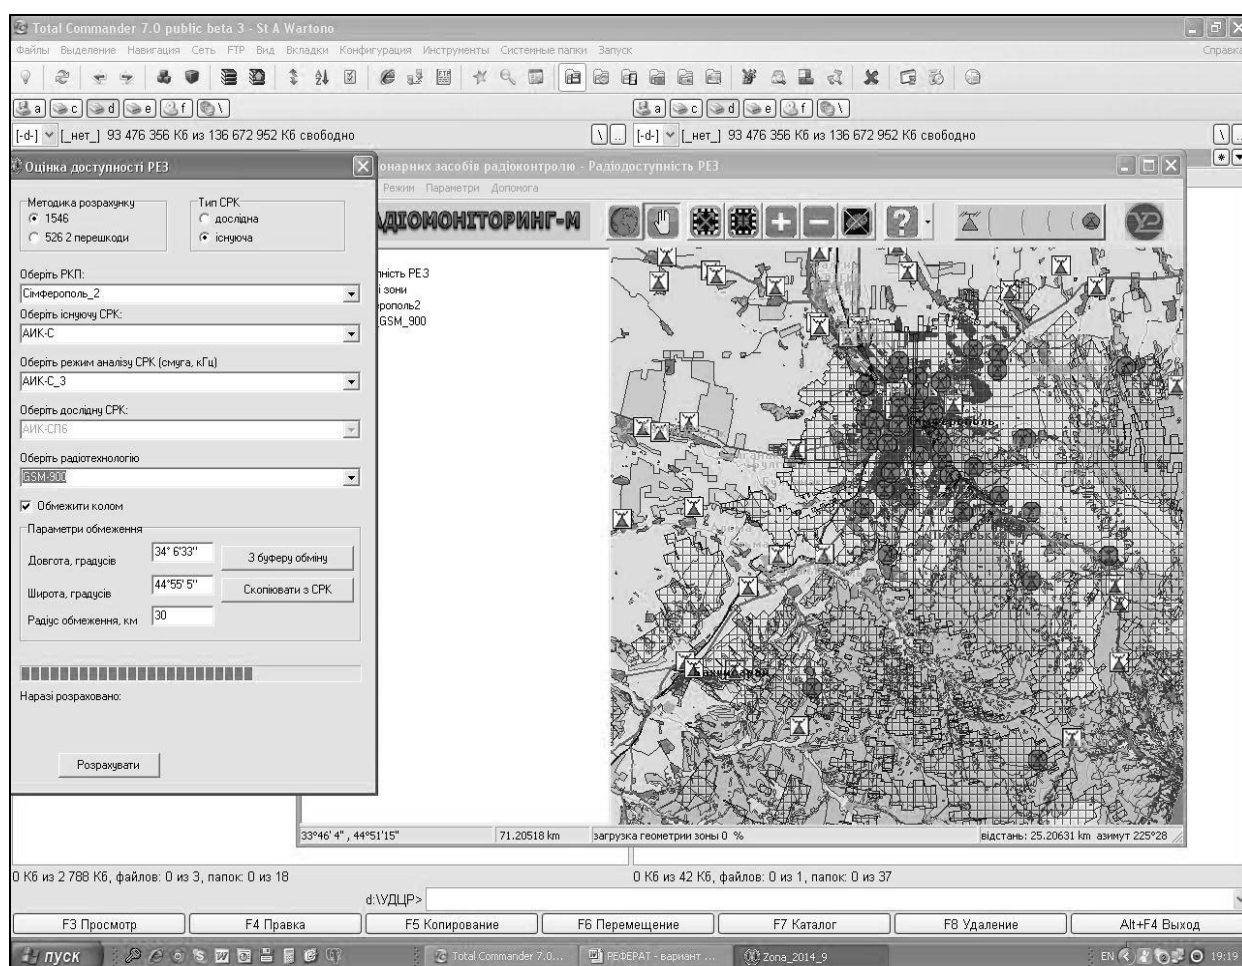 Total Commander 7.0 public beta 3 - St A Wartono
Файлы Выделение Навигация Сеть FTP Вид Вкладки Конфигурация Инструменты Системные папки Запуск Справка
a c d e f \ a c d e f \
[-d-] [_нет_] 93 476 356 Кб из 136 672 952 Кб свободно \ .. [-d-] [_нет_] 93 476 356 Кб из 136 672 952 Кб свободно \ ..
Оцінка доступності РЕЗ
онарних засобів радіоконтролю - Радіодоступність РЕЗ
Режим Параметри Допомога
АДІОМОНІТОРИНГ-М
Методика розрахунку
1546
526 2 перешкоди
Тип СРК
дослідна
існуюча
Оберіть РКП:
Сімферополь_2
Оберіть існуючу СРК:
АИК-С
Оберіть режим аналізу СРК (смуга, кГц)
АИК-С_3
Оберіть дослідну СРК:
АИК-СП6
Оберіть радіотехнологію
GSM-900
Обмежити колом
Параметри обмеження
Довгота, градусів 34° 6'33'' З буферу обміну
Широта, градусів 44°55' 5'' Скопіювати з СРК
Радіус обмеження, км 30
Наразі розраховано:
Розрахувати
пність РЕЗ
і зони
рополь2
GSM_900
33°46' 4'' , 44°51'15'' 71.20518 km загрузка геометрии зоны 0 % відстань: 25.20631 km азимут 225°28
0 Кб из 2 788 Кб, файлов: 0 из 3, папок: 0 из 18 0 Кб из 42 Кб, файлов: 0 из 1, папок: 0 из 37
d:\УДЦР>
F3 Просмотр F4 Правка F5 Копирование F6 Перемещение F7 Каталог F8 Удаление Alt+F4 Выход
пуск Total Commander 7.0... РЕФЕРАТ - вариант ... Zona_2014_9 EN 19:19